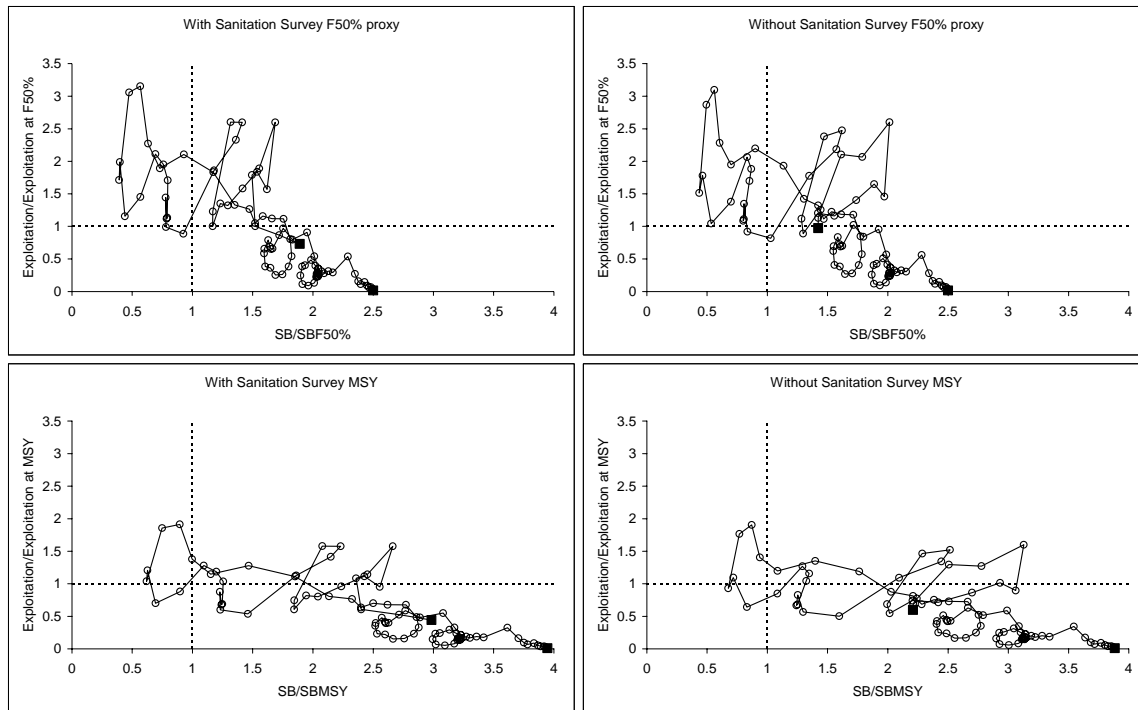 With Sanitation Survey F50% proxy
3.5
3
2.5
2
1.5
1
0.5
0
Exploitation/Exploitation at F50%
0 0.5 1 1.5 2 2.5 3 3.5 4
SB/SBF50%
Without Sanitation Survey F50% proxy
3.5
3
2.5
2
1.5
1
0.5
0
Exploitation/Exploitation at F50%
0 0.5 1 1.5 2 2.5 3 3.5 4
SB/SBF50%
With Sanitation Survey MSY
3.5
3
2.5
2
1.5
1
0.5
0
Exploitation/Exploitation at MSY
0 0.5 1 1.5 2 2.5 3 3.5 4
SB/SBMSY
Without Sanitation Survey MSY
3.5
3
2.5
2
1.5
1
0.5
0
Exploitation/Exploitation at MSY
0 0.5 1 1.5 2 2.5 3 3.5 4
SB/SBMSY